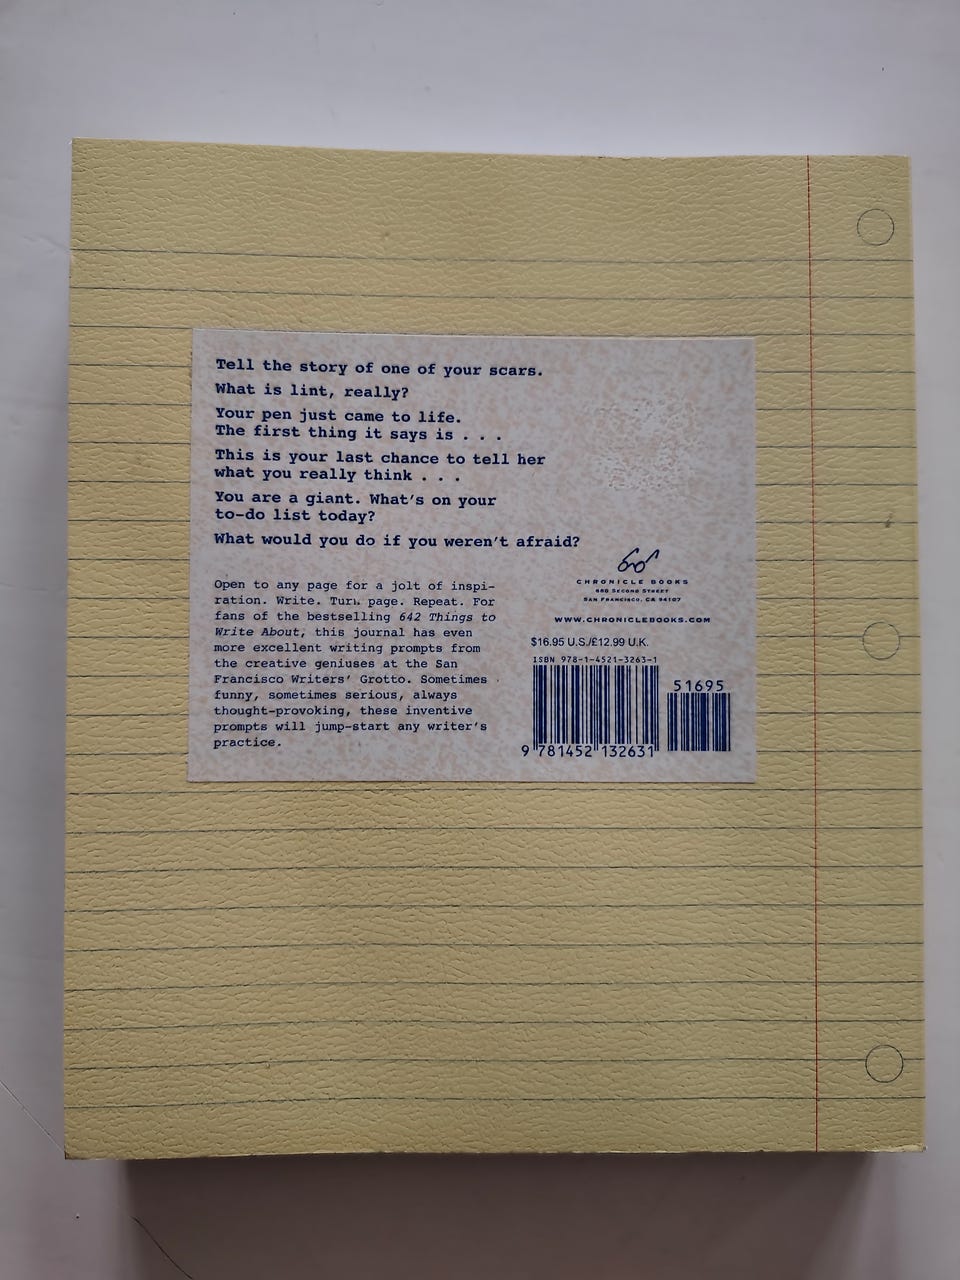 Tell the story of one of your scars.
What is lint, really?
Your pen just came to life.
The first thing it says is . . .
This is your last chance to tell her
what you really think . . .
You are a giant. What's on your
to-do list today?
What would you do if you weren't afraid?
Open to any page for a jolt of inspi-
ration. Write. Turn page. Repeat. For
fans of the bestselling 642 Things to
Write About, this journal has even
more excellent writing prompts from
the creative geniuses at the San
Francisco Writers' Grotto. Sometimes
funny, sometimes serious, always
thought-provoking, these inventive
prompts will jump-start any writer's
practice.
CHRONICLE BOOKS
680 SECOND STREET
SAN FRANCISCO, CA 94107
WWW.CHRONICLEBOOKS.COM
$16.95 U.S./£12.99 U.K.
ISBN 978-1-4521-3263-1
51695
9 781452 132631